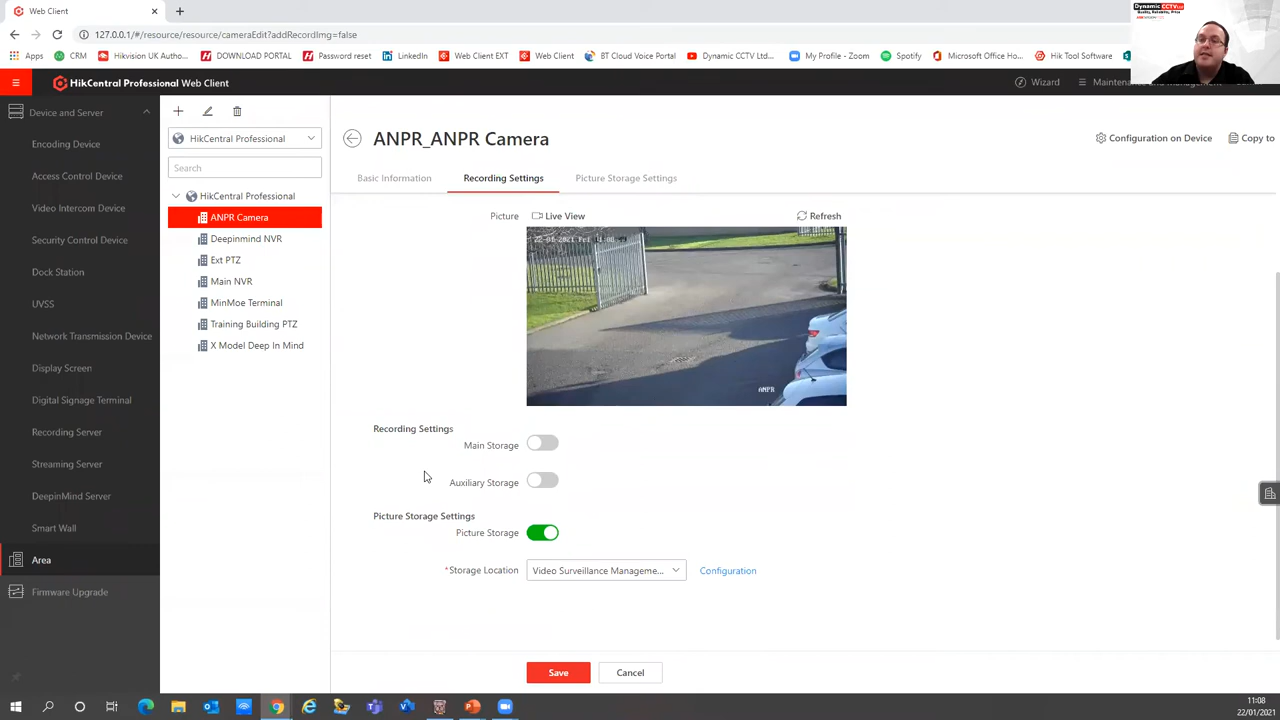 Web Client
127.0.0.1/#/resource/resource/cameraEdit?addRecordImg=false
Apps
CRM
Hikvision UK Autho...
DOWNLOAD PORTAL
Password reset
LinkedIn
Web Client EXT
Web Client
BT Cloud Voice Portal
Dynamic CCTV Ltd...
My Profile - Zoom
Spotify
Microsoft Office Ho...
Hik Tool Software
Dynamic CCTV
Quality, Reliability, Price
HikCentral Professional Web Client
Wizard
Device and Server
Encoding Device
Access Control Device
Video Intercom Device
Security Control Device
Dock Station
UVSS
Network Transmission Device
Display Screen
Digital Signage Terminal
Recording Server
Streaming Server
DeepinMind Server
Smart Wall
Area
Firmware Upgrade
HikCentral Professional
Search
HikCentral Professional
ANPR Camera
Deepinmind NVR
Ext PTZ
Main NVR
MinMoe Terminal
Training Building PTZ
X Model Deep In Mind
ANPR_ANPR Camera
Configuration on Device
Copy to
Basic Information
Recording Settings
Picture Storage Settings
Picture
Live View
Refresh
ANPR
Recording Settings
Main Storage
Auxiliary Storage
Picture Storage Settings
Picture Storage
*Storage Location
Video Surveillance Manageme...
Configuration
Save
Cancel
11:08
22/01/2021